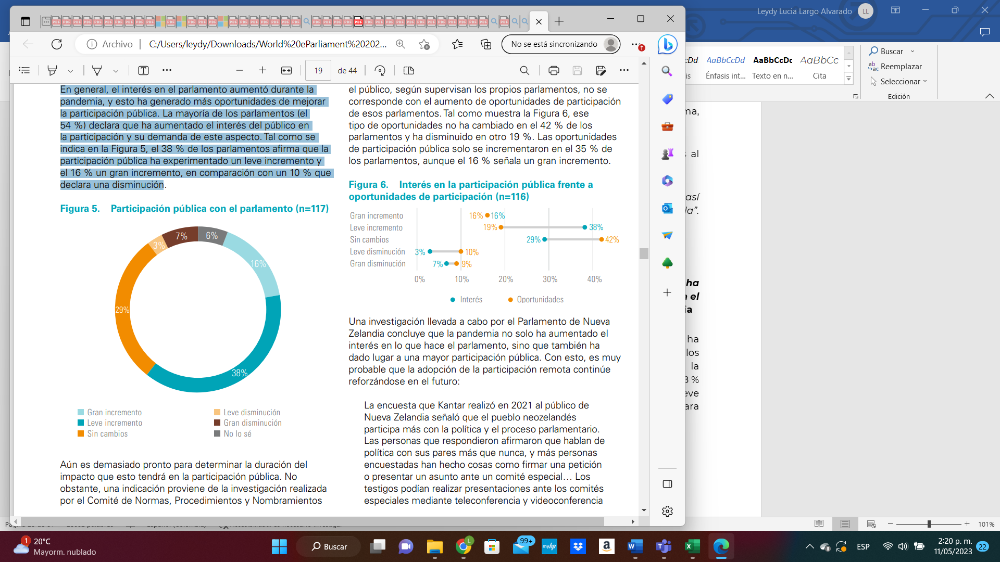 Leydy Lucia Largo Alvarado
LL
Archivo
C:/Users/leydy/Downloads/World%20eParliament%20202...
No se está sincronizando
19
de 44
En general, el interés en el parlamento aumentó durante la
pandemia, y esto ha generado más oportunidades de mejorar
la participación pública. La mayoría de los parlamentos (el
54 %) declara que ha aumentado el interés del público en
la participación y su demanda de este aspecto. Tal como se
indica en la Figura 5, el 38 % de los parlamentos afirma que la
participación pública ha experimentado un leve incremento y
el 16 % un gran incremento, en comparación con un 10 % que
declara una disminución.
Figura 5. Participación pública con el parlamento (n=117)
3%
7%
6%
16%
29%
38%
Gran incremento
Leve incremento
Sin cambios
Leve disminución
Gran disminución
No lo sé
Aún es demasiado pronto para determinar la duración del
impacto que esto tendrá en la participación pública. No
obstante, una indicación proviene de la investigación realizada
por el Comité de Normas, Procedimientos y Nombramientos
el público, según supervisan los propios parlamentos, no se
corresponde con el aumento de oportunidades de participación
de esos parlamentos. Tal como muestra la Figura 6, ese
tipo de oportunidades no ha cambiado en el 42 % de los
parlamentos y ha disminuido en otro 19 %. Las oportunidades
de participación pública solo se incrementaron en el 35 % de
los parlamentos, aunque el 16 % señala un gran incremento.
Figura 6. Interés en la participación pública frente a
oportunidades de participación (n=116)
Gran incremento 16% 16%
Leve incremento 19% 38%
Sin cambios 29% 42%
Leve disminución 3% 10%
Gran disminución 7% 9%
0% 10% 20% 30% 40%
Interés Oportunidades
Una investigación llevada a cabo por el Parlamento de Nueva
Zelandia concluye que la pandemia no solo ha aumentado el
interés en lo que hace el parlamento, sino que también ha
dado lugar a una mayor participación pública. Con esto, es muy
probable que la adopción de la participación remota continúe
reforzándose en el futuro:
La encuesta que Kantar realizó en 2021 al público de
Nueva Zelandia señaló que el pueblo neozelandés
participa más con la política y el proceso parlamentario.
Las personas que respondieron afirmaron que hablan de
política con sus pares más que nunca, y más personas
encuestadas han hecho cosas como firmar una petición
o presentar un asunto ante un comité especial… Los
testigos podían realizar presentaciones ante los comités
especiales mediante teleconferencia y videoconferencia
AaBbCcDd
AaBbCcDc
AaBbCc
Énfasis int...
Texto en n...
Cita
Buscar
Reemplazar
Seleccionar
Edición
al
así
la”.
ha
el
ha
los
la
%
101%
1
20°C
Mayorm. nublado
Buscar
99+
myhp
ESP
2:20 p. m.
11/05/2023
22